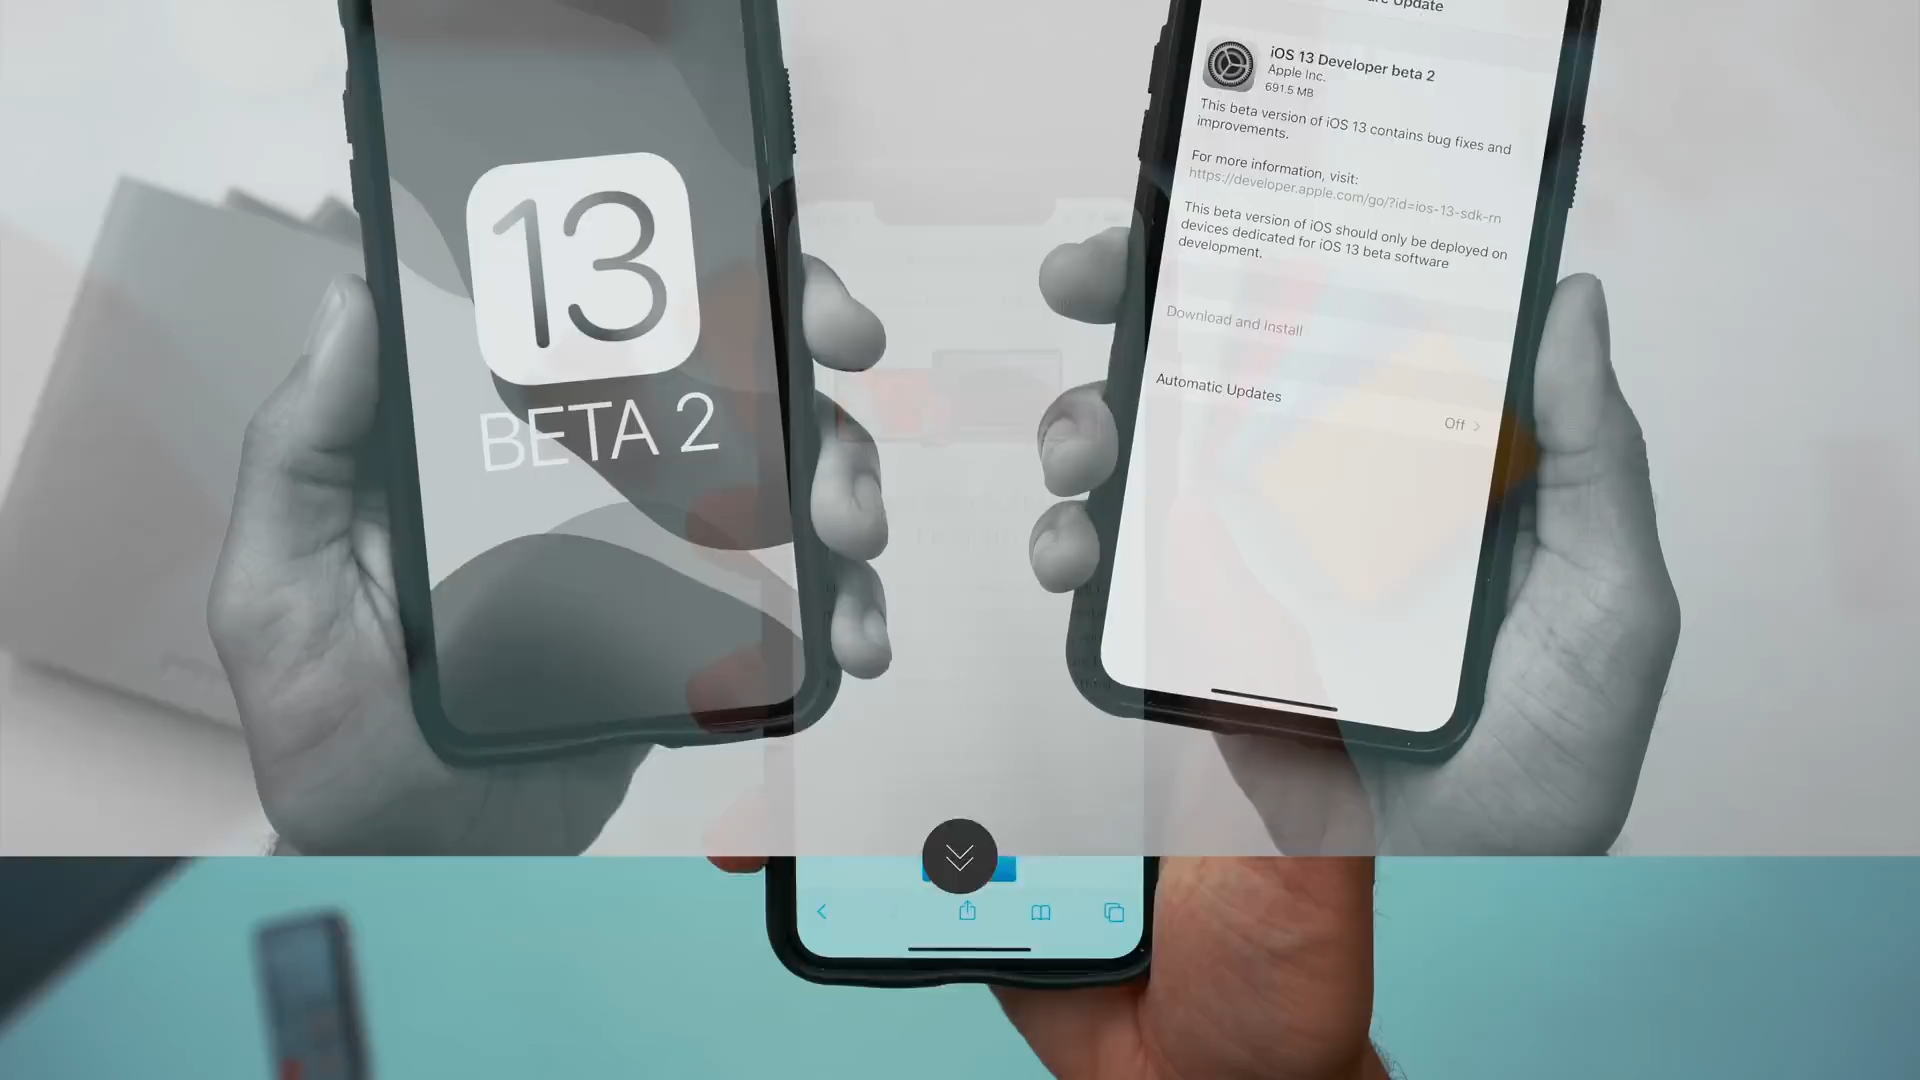 13
BETA 2
Update
iOS 13 Developer beta 2
Apple Inc.
691.5 MB
This beta version of iOS 13 contains bug fixes and
improvements.
For more information, visit:
https://developer.apple.com/go/?id=ios-13-sdk-rn
This beta version of iOS should only be deployed on
devices dedicated for iOS 13 beta software
development.
Download and Install
Automatic Updates
Off